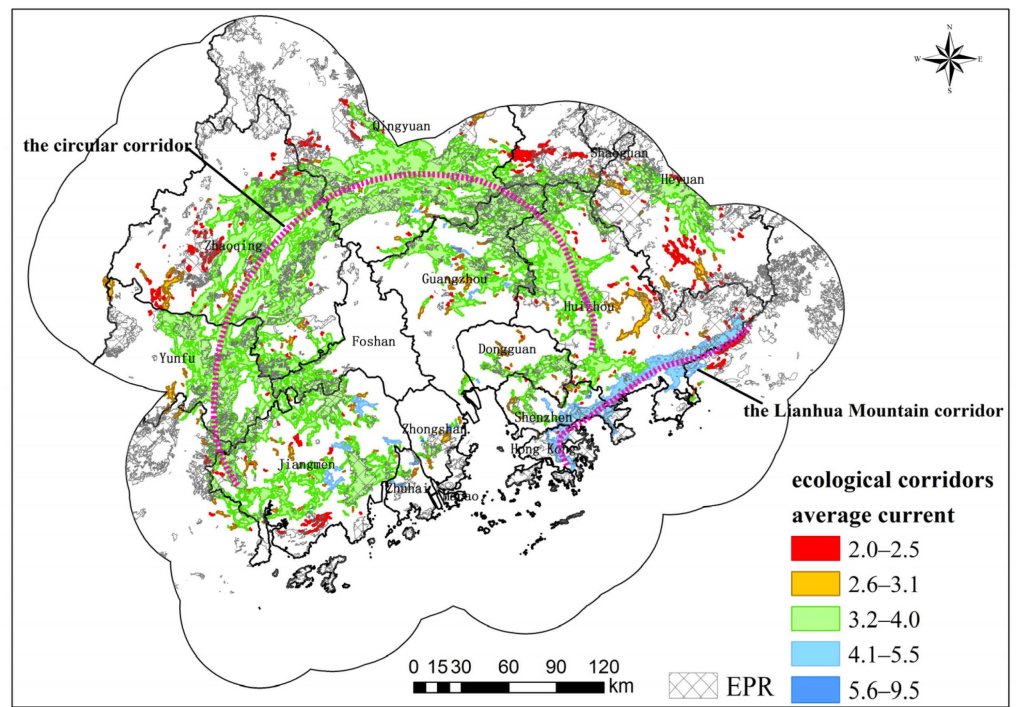 N
W E
S
Qingyuan
the circular corridor
Shaoguan
Heyuan
Zhaoqing
Guangzhou
Huizhou
Foshan
Dongguan
Yunfu
the Lianhua Mountain corridor
Shenzhen
Zhongshan
Hong Kong
Jiangmen
Zhuhai
Macao
ecological corridors
average current
2.0–2.5
2.6–3.1
3.2–4.0
4.1–5.5
5.6–9.5
0 15 30 60 90 120
km
EPR